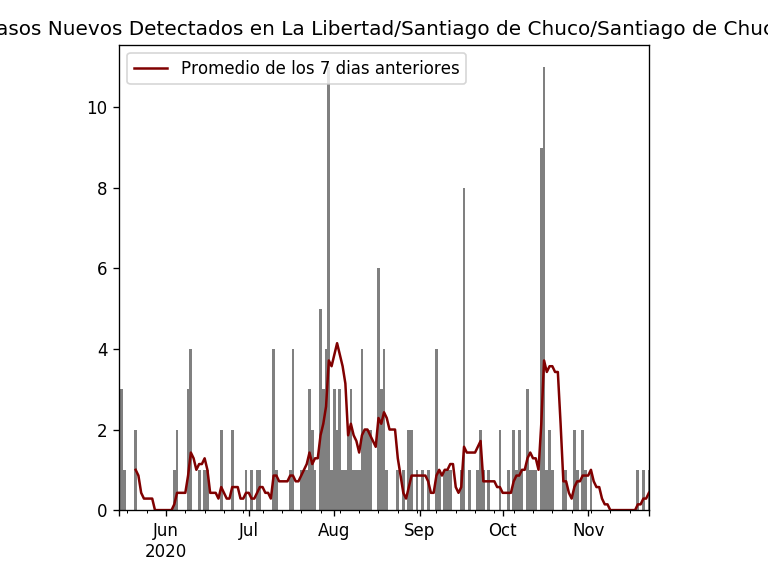 asos Nuevos Detectados en La Libertad/Santiago de Chuco/Santiago de Chuc
Promedio de los 7 dias anteriores
10
8
6
4
2
0
Jun Jul Aug Sep Oct Nov
2020